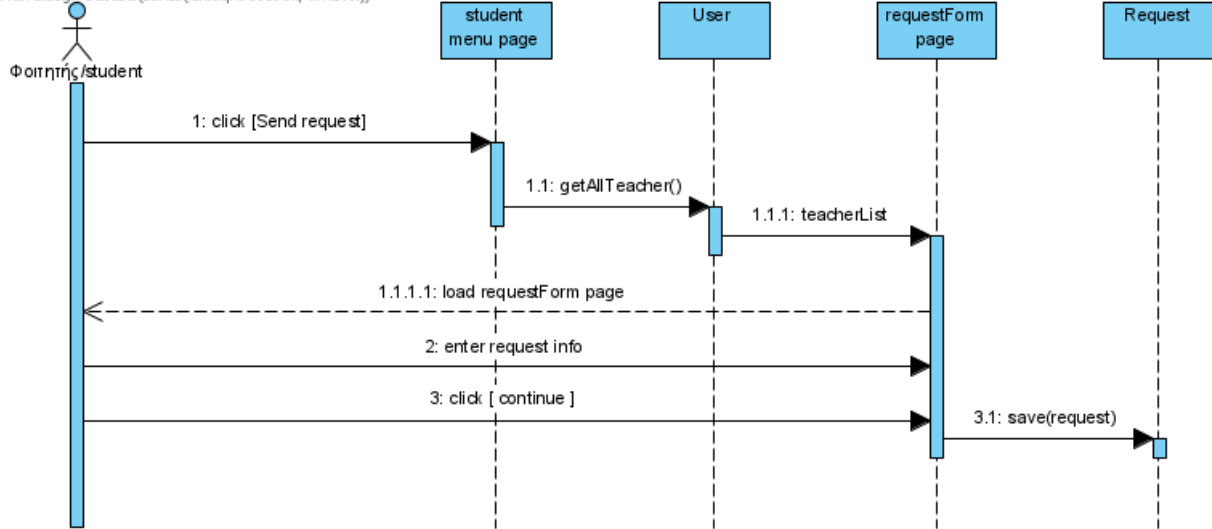 student
menu page
User
requestForm
page
Request
Φοιτητής/student
1: click [Send request]
1.1: getAllTeacher()
1.1.1: teacherList
1.1.1.1: load requestForm page
2: enter request info
3: click [ continue ]
3.1: save(request)